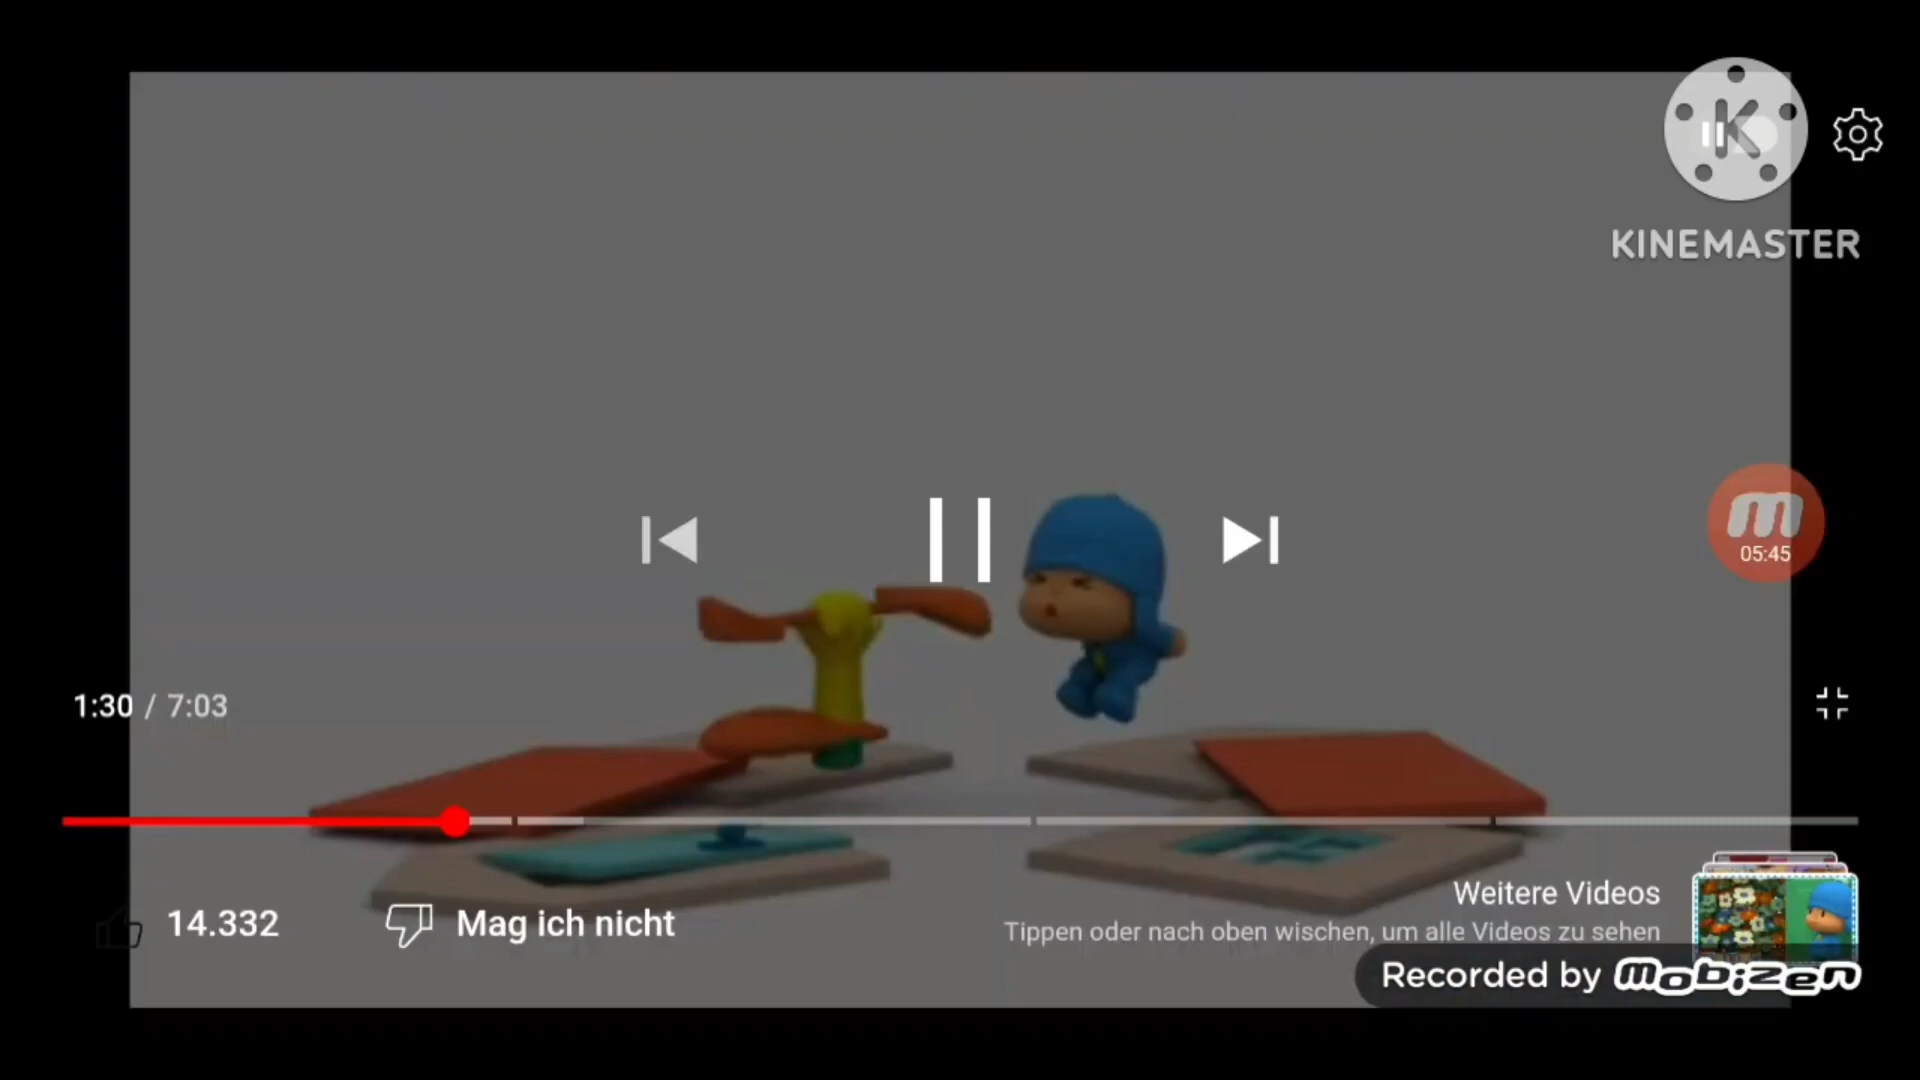 KINEMASTER
05:45
1:30 / 7:03
14.332
Mag ich nicht
Weitere Videos
Tippen oder nach oben wischen, um alle Videos zu sehen
Recorded by mobizen